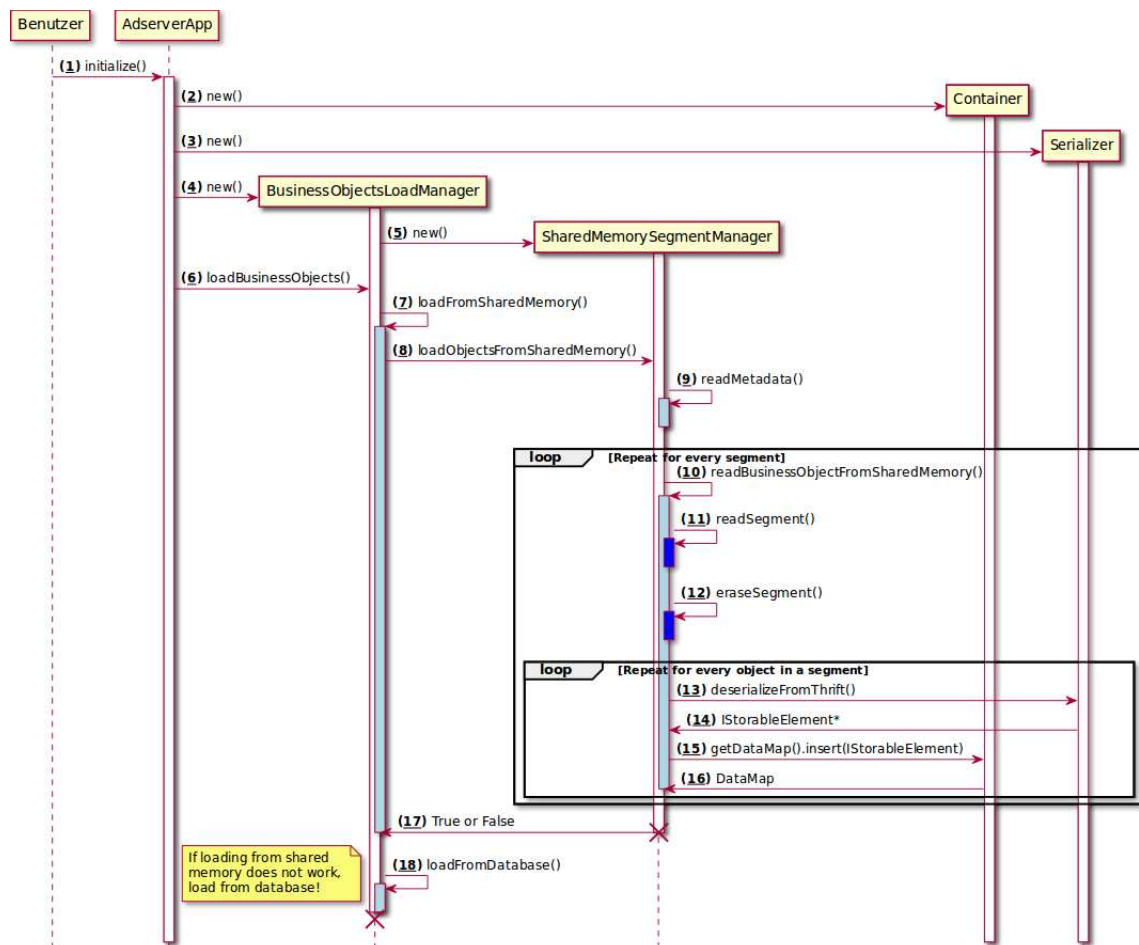 Benutzer
AdserverApp
(1) initialize()
(2) new()
Container
(3) new()
Serializer
(4) new()
BusinessObjectsLoadManager
(5) new()
SharedMemorySegmentManager
(6) loadBusinessObjects()
(7) loadFromSharedMemory()
(8) loadObjectsFromSharedMemory()
(9) readMetadata()
loop [Repeat for every segment]
(10) readBusinessObjectFromSharedMemory()
(11) readSegment()
(12) eraseSegment()
loop [Repeat for every object in a segment]
(13) deserializeFromThrift()
(14) IStorableElement*
(15) getDataMap().insert(IStorableElement)
(16) DataMap
(17) True or False
If loading from shared
memory does not work,
load from database!
(18) loadFromDatabase()